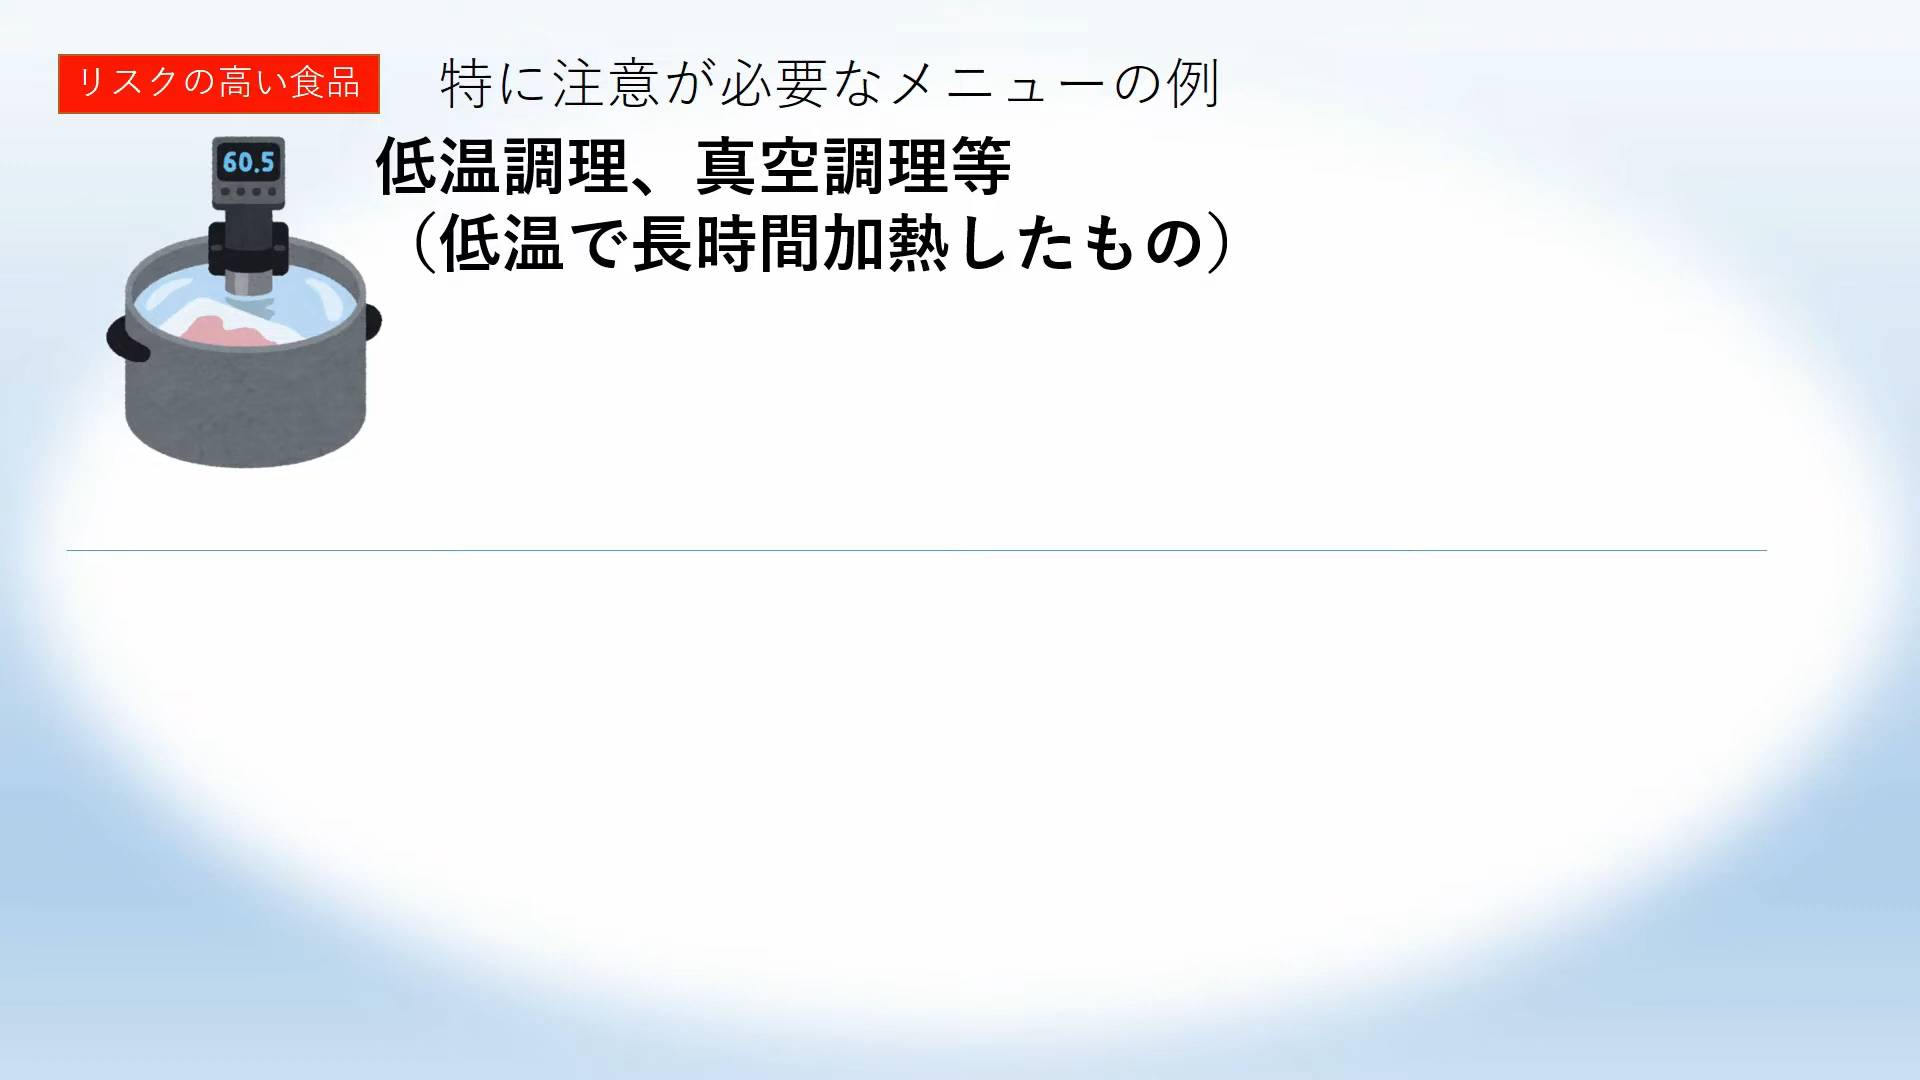 リスクの高い食品
特に注意が必要なメニューの例
60.5
低温調理、真空調理等
（低温で長時間加熱したもの）